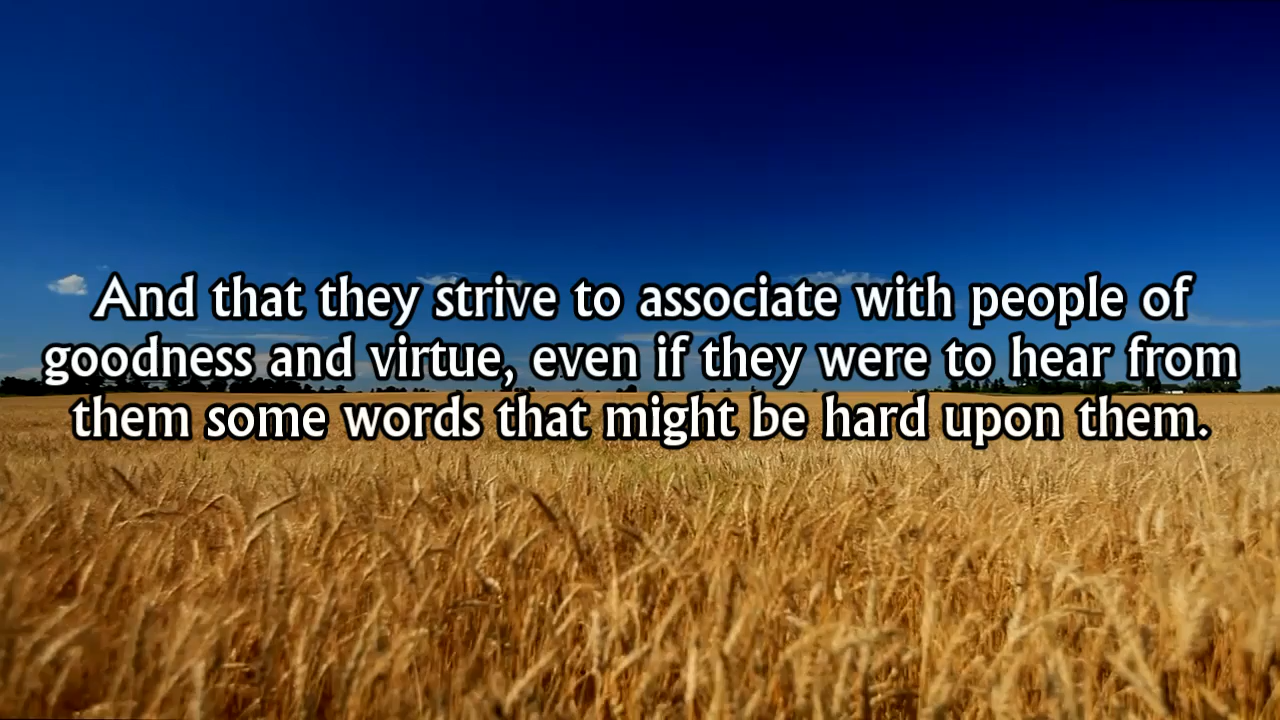 And that they strive to associate with people of
goodness and virtue, even if they were to hear from
them some words that might be hard upon them.